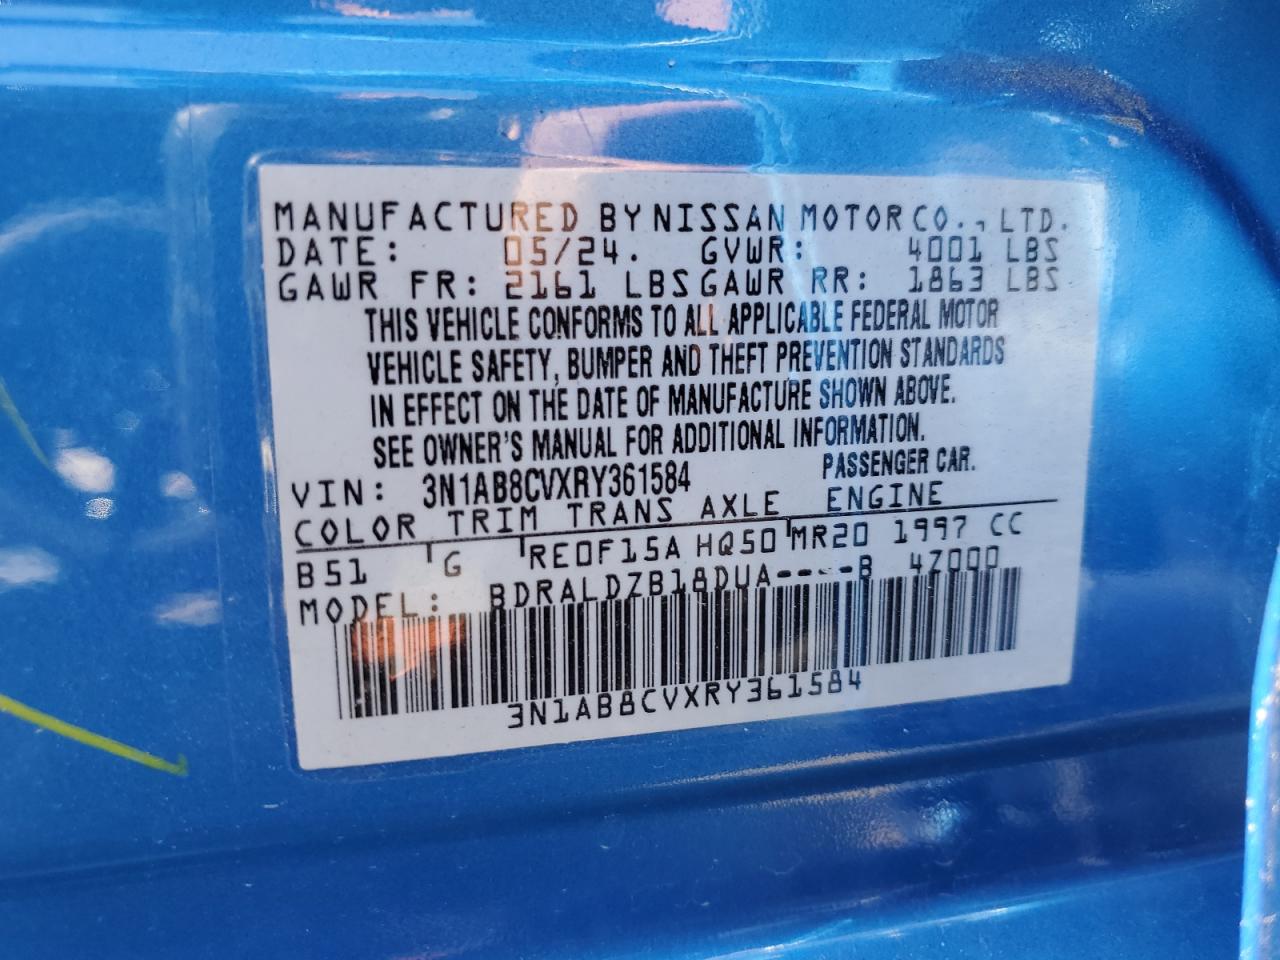 MANUFACTURED BY NISSAN MOTOR CO., LTD.
DATE: 05/24. GVWR: 4001 LBS
GAWR FR: 2161 LBS GAWR RR: 1863 LBS
THIS VEHICLE CONFORMS TO ALL APPLICABLE FEDERAL MOTOR
VEHICLE SAFETY, BUMPER AND THEFT PREVENTION STANDARDS
IN EFFECT ON THE DATE OF MANUFACTURE SHOWN ABOVE.
SEE OWNER'S MANUAL FOR ADDITIONAL INFORMATION.
VIN: 3N1AB8CVXRY361584 PASSENGER CAR.
COLOR TRIM TRANS AXLE ENGINE
B51 G RE0F15A HQ50 MR20 1997 CC
MODEL: BDRALDZB18DUA----B 4Z000
3N1AB8CVXRY361584